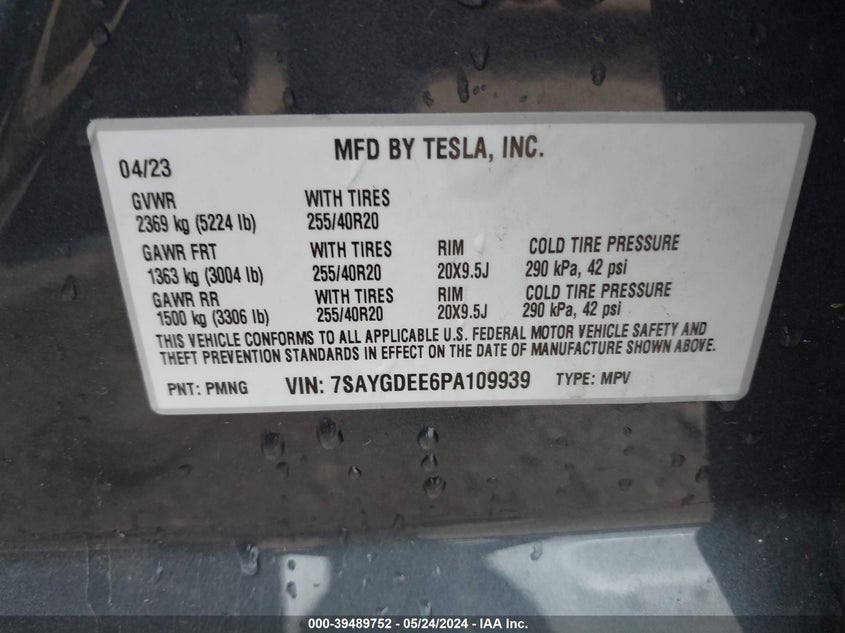 MFD BY TESLA, INC.
04/23
GVWR WITH TIRES
2369 kg (5224 lb) 255/40R20
GAWR FRT WITH TIRES RIM COLD TIRE PRESSURE
1363 kg (3004 lb) 255/40R20 20X9.5J 290 kPa, 42 psi
GAWR RR WITH TIRES RIM COLD TIRE PRESSURE
1500 kg (3306 lb) 255/40R20 20X9.5J 290 kPa, 42 psi
THIS VEHICLE CONFORMS TO ALL APPLICABLE U.S. FEDERAL MOTOR VEHICLE SAFETY AND
THEFT PREVENTION STANDARDS IN EFFECT ON THE DATE OF MANUFACTURE SHOWN ABOVE.
PNT: PMNG VIN: 7SAYGDEE6PA109939 TYPE: MPV
000-39489752 - 05/24/2024 - IAA Inc.